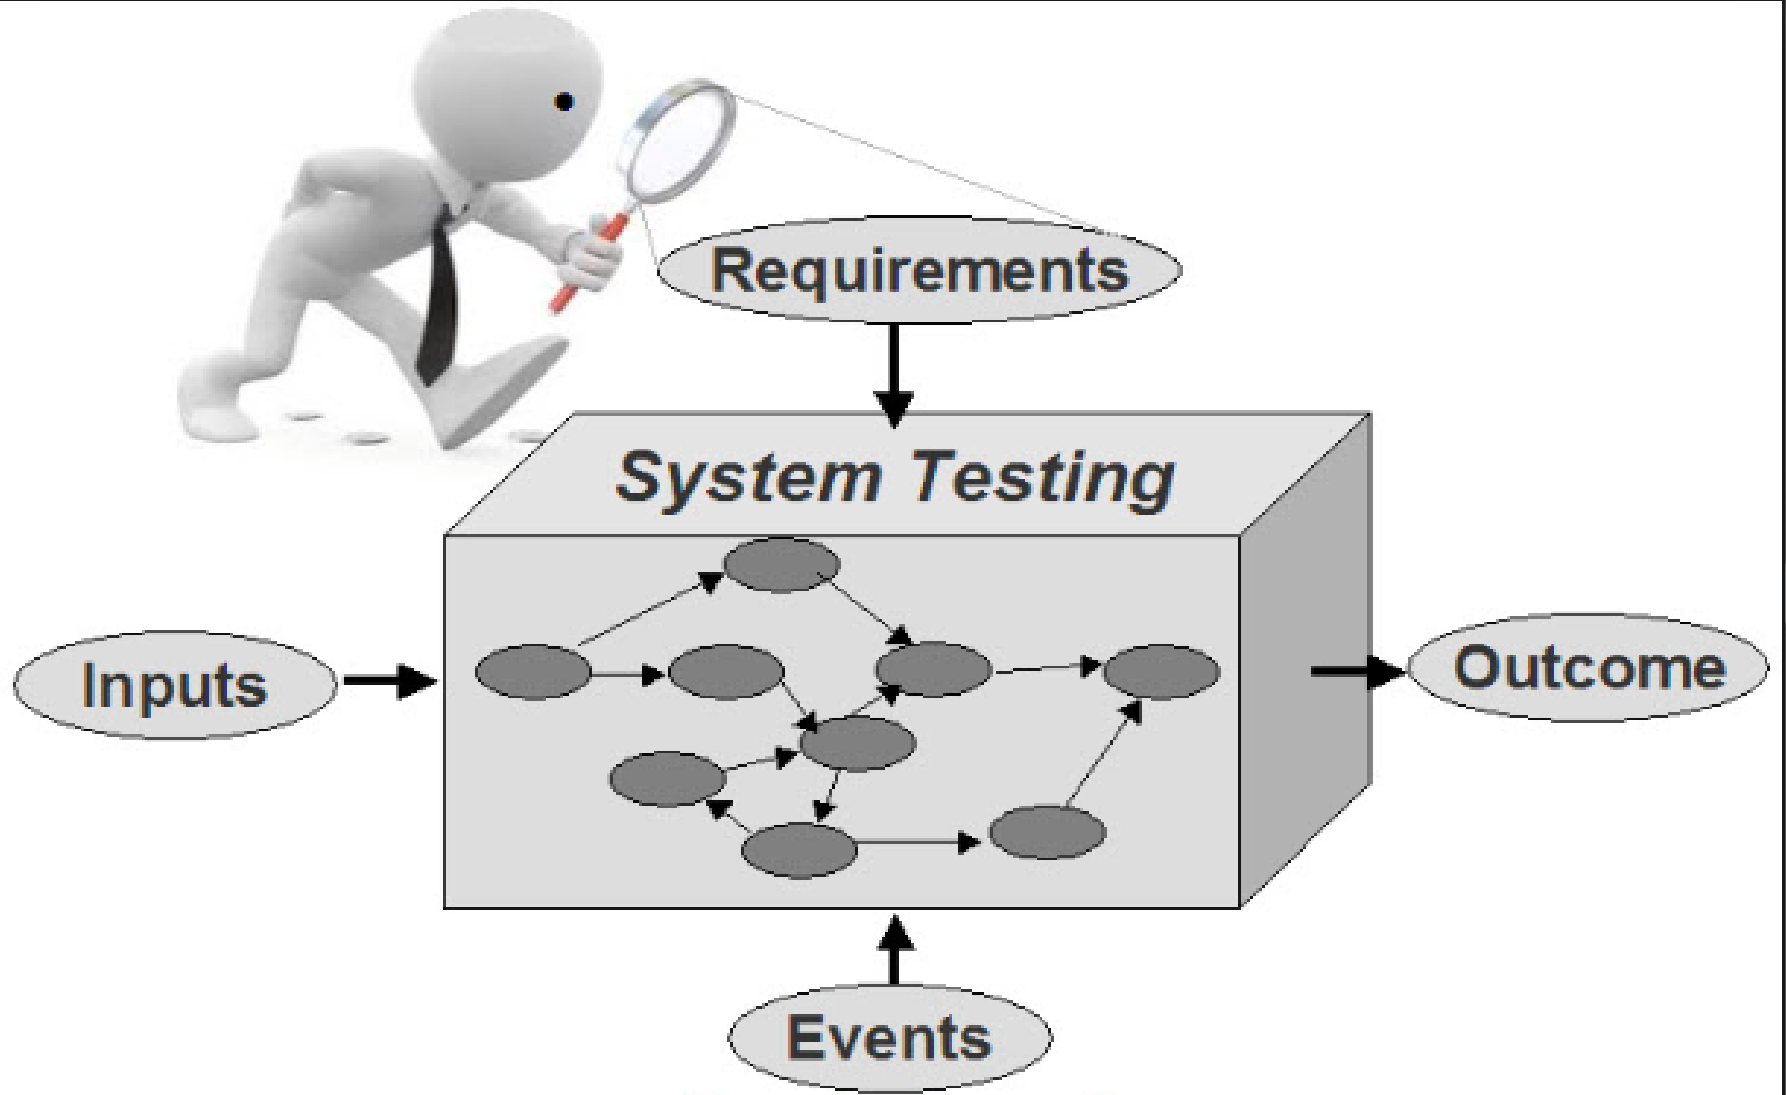 Requirements
System Testing
Inputs
Outcome
Events